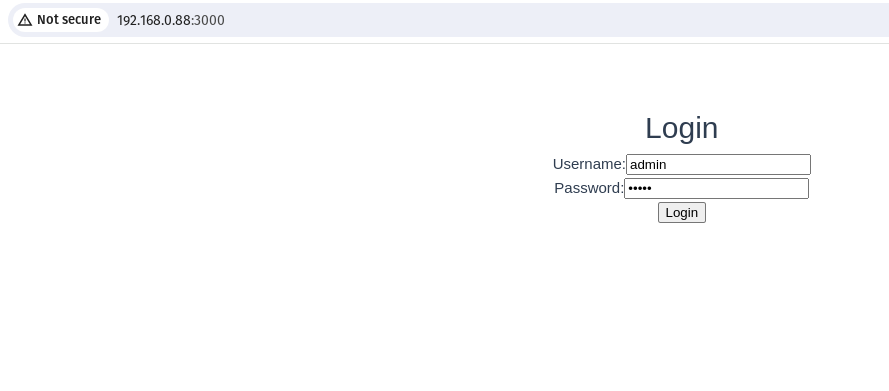 Not secure 192.168.0.88:3000
Login
Username: admin
Password: •••••
Login